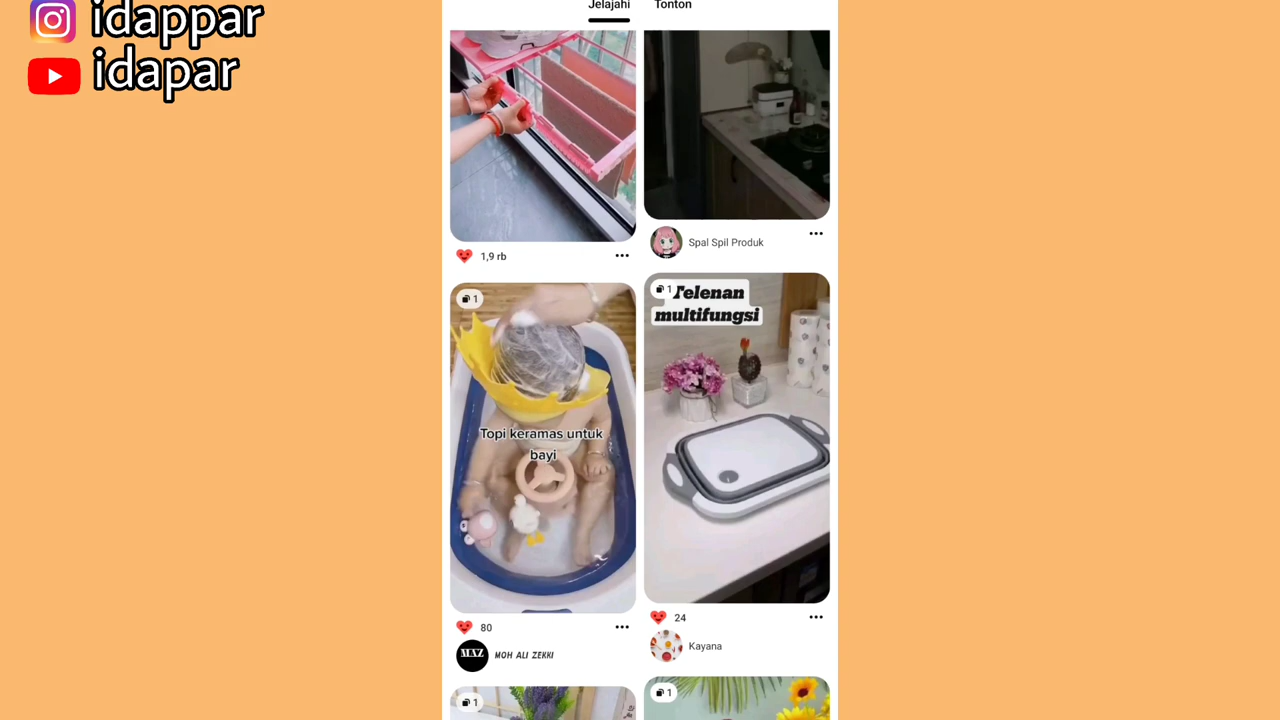 idappar
idapar
Jelajahi
Tonton
1,9 rb
Spal Spil Produk
1
Topi keramas untuk
bayi
80
MAZ
MOH ALI ZEKKI
1
Telenan
multifungsi
24
Kayana
1
1